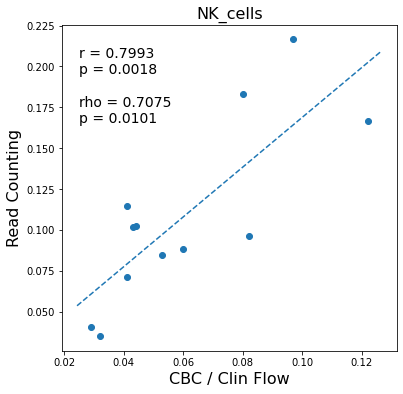 NK_cells
r = 0.7993
p = 0.0018
rho = 0.7075
p = 0.0101
Read Counting
0.225
0.200
0.175
0.150
0.125
0.100
0.075
0.050
0.02 0.04 0.06 0.08 0.10 0.12
CBC / Clin Flow